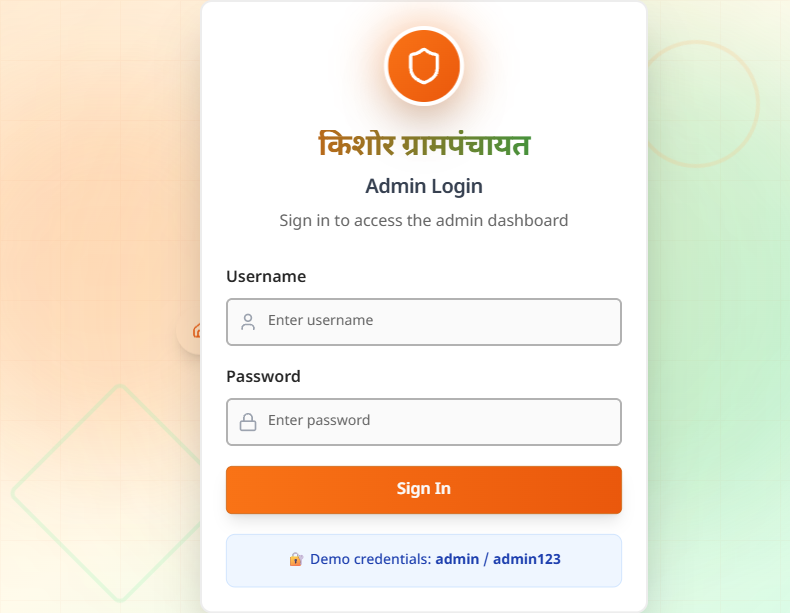 किशोर ग्रामपंचायत
Admin Login
Sign in to access the admin dashboard
Username
Enter username
Password
Enter password
Sign In
🔐 Demo credentials: admin / admin123